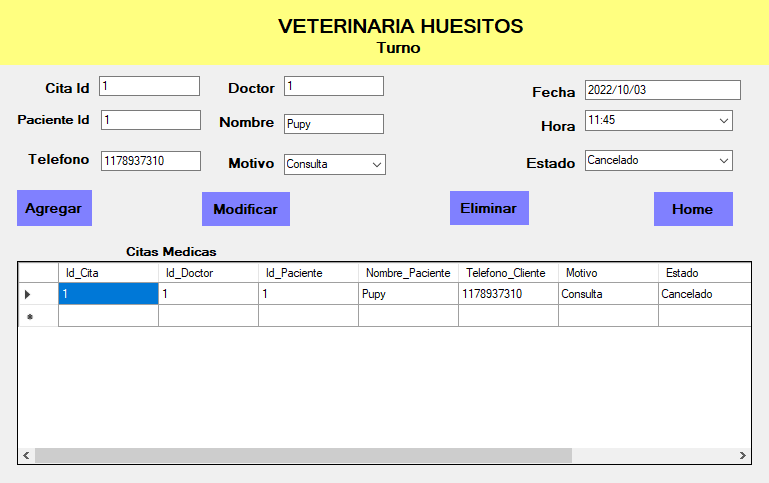 VETERINARIA HUESITOS
Turno
Cita Id 1 Doctor 1 Fecha 2022/10/03
Paciente Id 1 Nombre Pupy Hora 11:45
Telefono 1178937310 Motivo Consulta Estado Cancelado
Agregar Modificar Eliminar Home
Citas Medicas
Id_Cita Id_Doctor Id_Paciente Nombre_Paciente Telefono_Cliente Motivo Estado
1 1 1 Pupy 1178937310 Consulta Cancelado